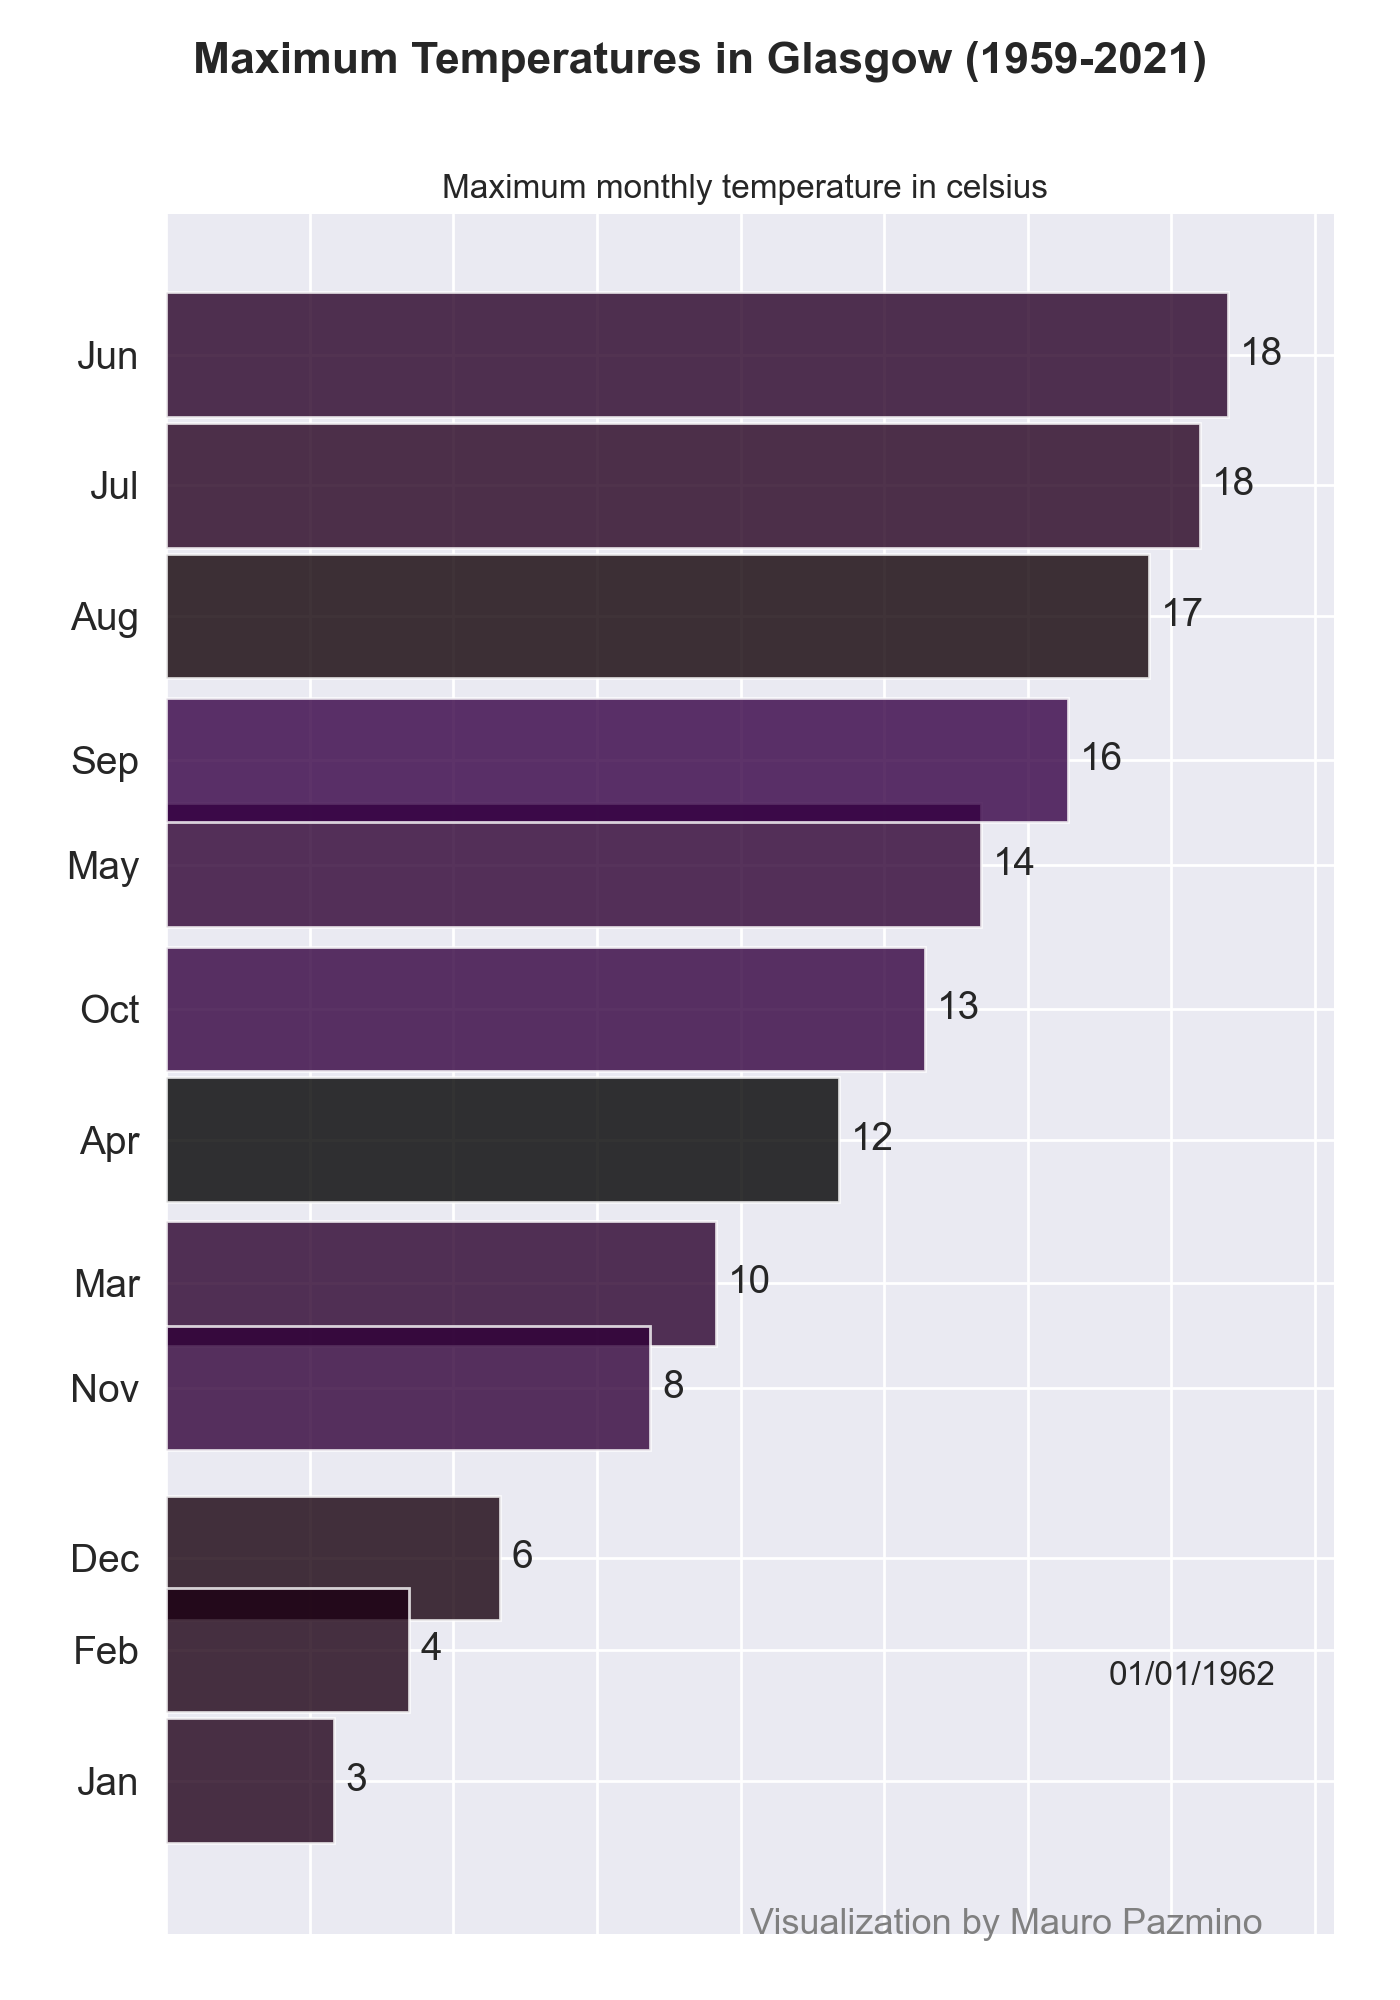 Maximum Temperatures in Glasgow (1959-2021)
Maximum monthly temperature in celsius
Jun 18
Jul 18
Aug 17
Sep 16
May 14
Oct 13
Apr 12
Mar 10
Nov 8
Dec 6
Feb 4
01/01/1962
Jan 3
Visualization by Mauro Pazmino